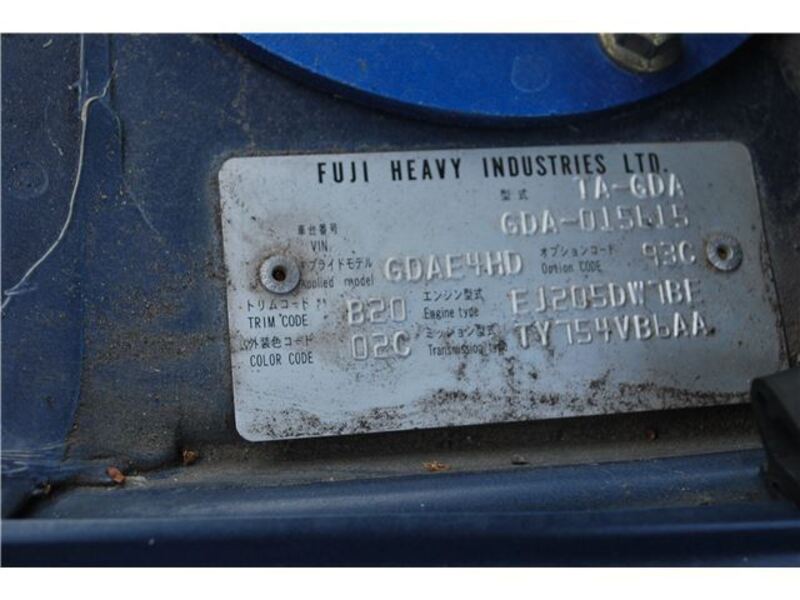 FUJI HEAVY INDUSTRIES LTD.
型式 TA-GDA
車台番号 GDA-015615
VIN
アプライドモデル GDAE4HD オプションコード 93C
Applied model Option CODE
トリムコード B20 エンジン型式 EJ205DW7BE
TRIM CODE Engine type
外装色コード 02C ミッション型式 TY754VB6AA
COLOR CODE Transmission type